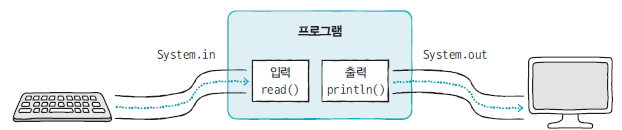 프로그램
System.in
System.out
입력
read()
출력
println()